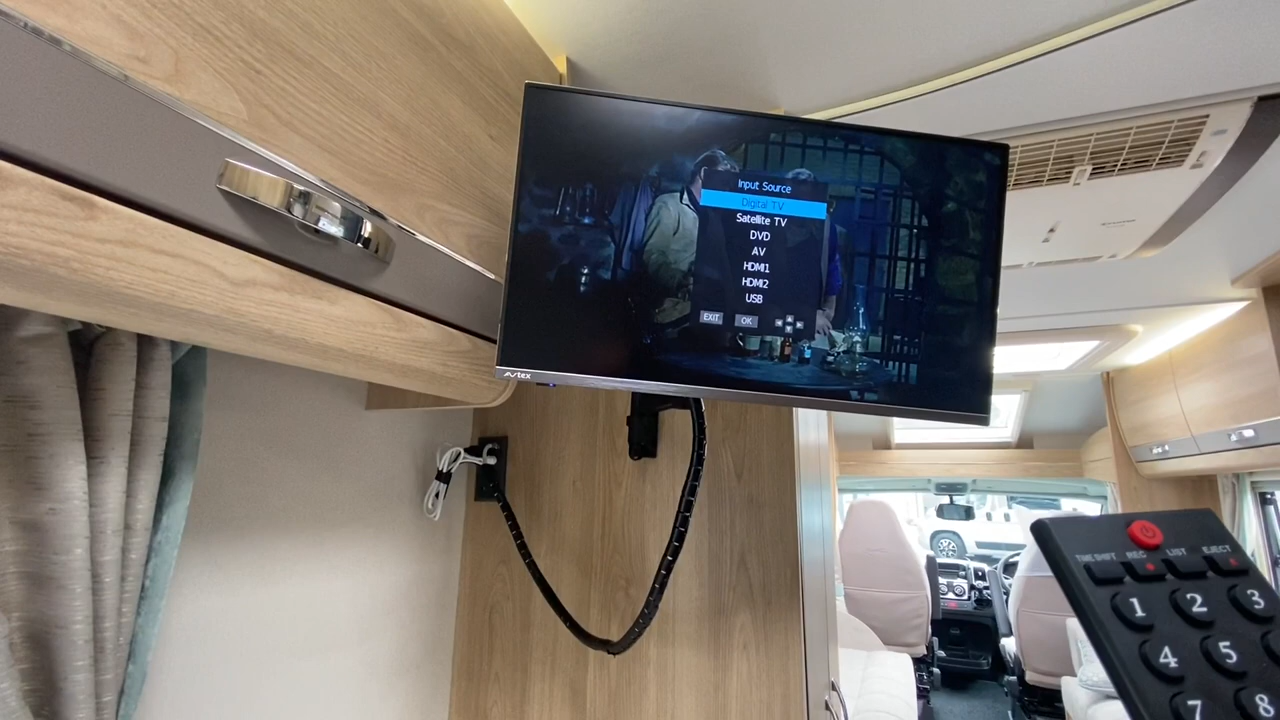 Input Source
Digital TV
Satellite TV
DVD
AV
HDMI1
HDMI2
USB
EXIT OK
Avtex
TIME SHIFT REC LIST EJECT
1 2 3
4 5
7 8